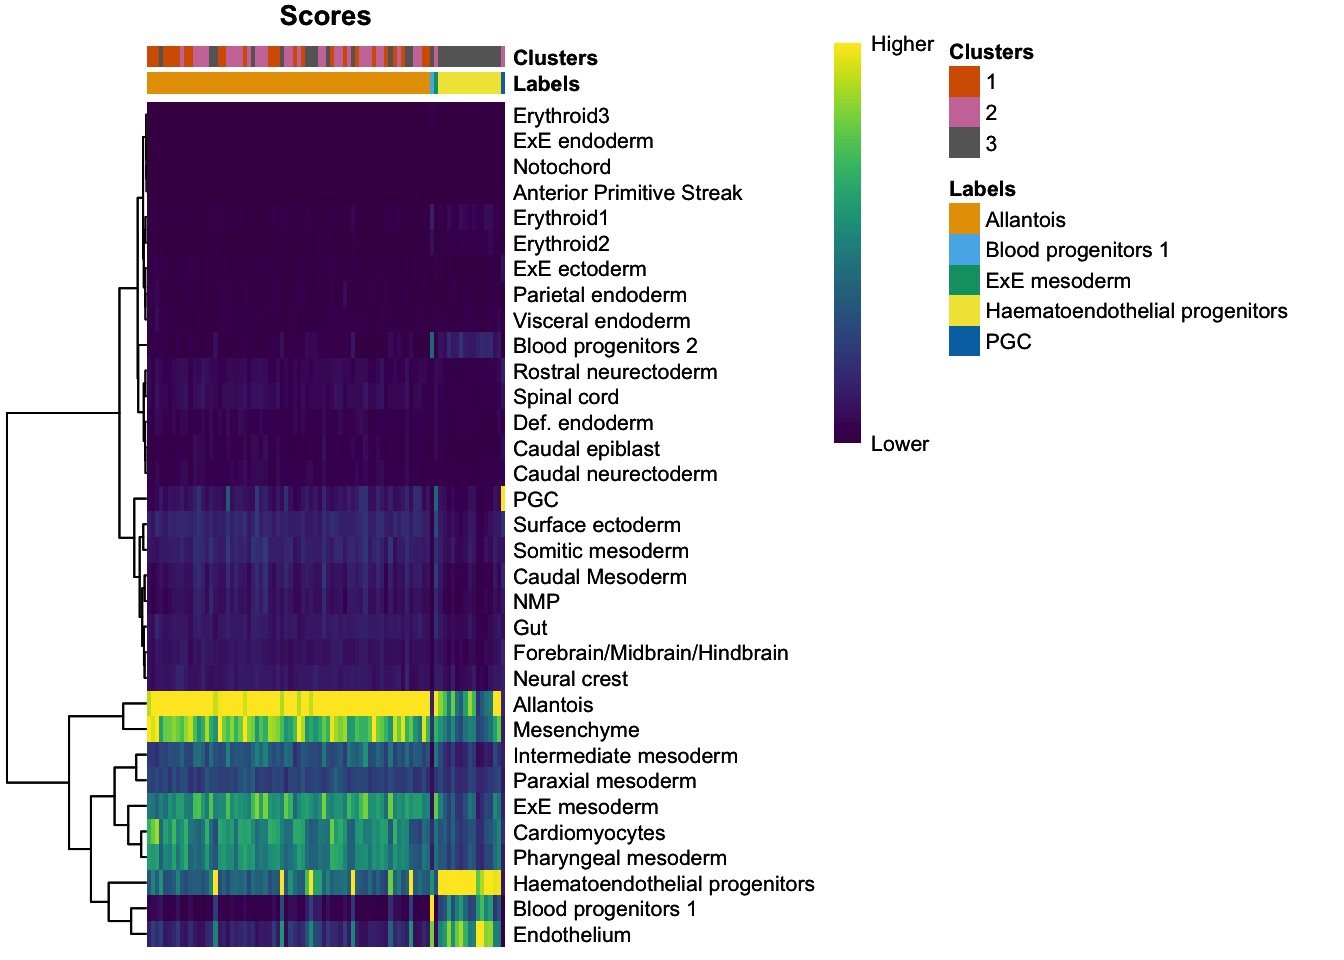 Scores
Clusters
Labels
Erythroid3
ExE endoderm
Notochord
Anterior Primitive Streak
Erythroid1
Erythroid2
ExE ectoderm
Parietal endoderm
Visceral endoderm
Blood progenitors 2
Rostral neurectoderm
Spinal cord
Def. endoderm
Caudal epiblast
Caudal neurectoderm
PGC
Surface ectoderm
Somitic mesoderm
Caudal Mesoderm
NMP
Gut
Forebrain/Midbrain/Hindbrain
Neural crest
Allantois
Mesenchyme
Intermediate mesoderm
Paraxial mesoderm
ExE mesoderm
Cardiomyocytes
Pharyngeal mesoderm
Haematoendothelial progenitors
Blood progenitors 1
Endothelium
Higher
Lower
Clusters
1
2
3
Labels
Allantois
Blood progenitors 1
ExE mesoderm
Haematoendothelial progenitors
PGC